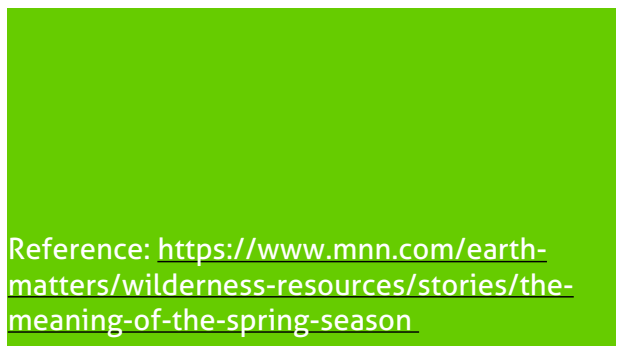 Reference: https://www.mnn.com/earth-
matters/wilderness-resources/stories/the-
meaning-of-the-spring-season